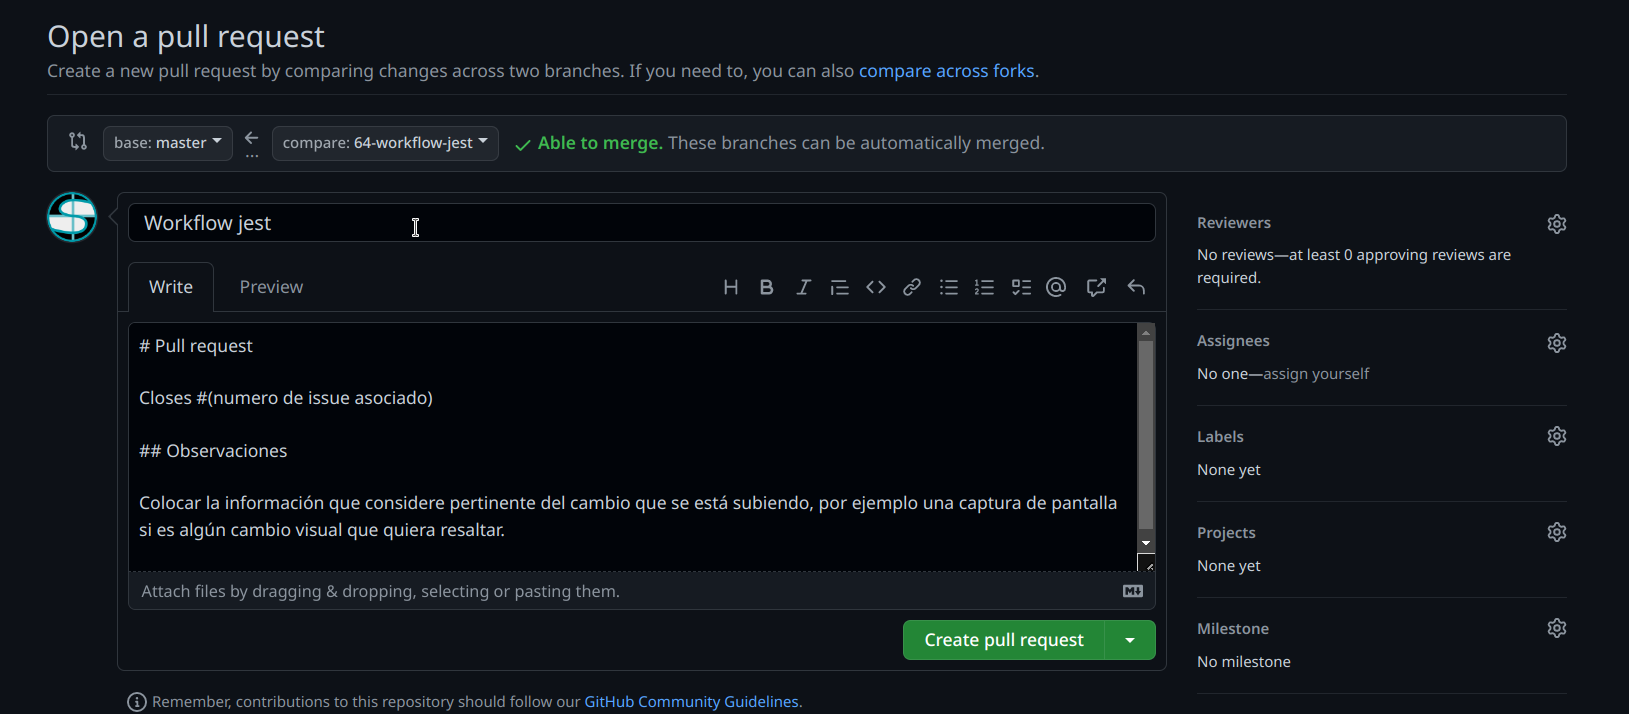 Open a pull request
Create a new pull request by comparing changes across two branches. If you need to, you can also compare across forks.
base: master
...
compare: 64-workflow-jest
Able to merge. These branches can be automatically merged.
Workflow jest
Write
Preview
# Pull request
Closes #(numero de issue asociado)
## Observaciones
Colocar la información que considere pertinente del cambio que se está subiendo, por ejemplo una captura de pantalla
si es algún cambio visual que quiera resaltar.
Attach files by dragging & dropping, selecting or pasting them.
Create pull request
Remember, contributions to this repository should follow our GitHub Community Guidelines.
Reviewers
No reviews—at least 0 approving reviews are
required.
Assignees
No one—assign yourself
Labels
None yet
Projects
None yet
Milestone
No milestone